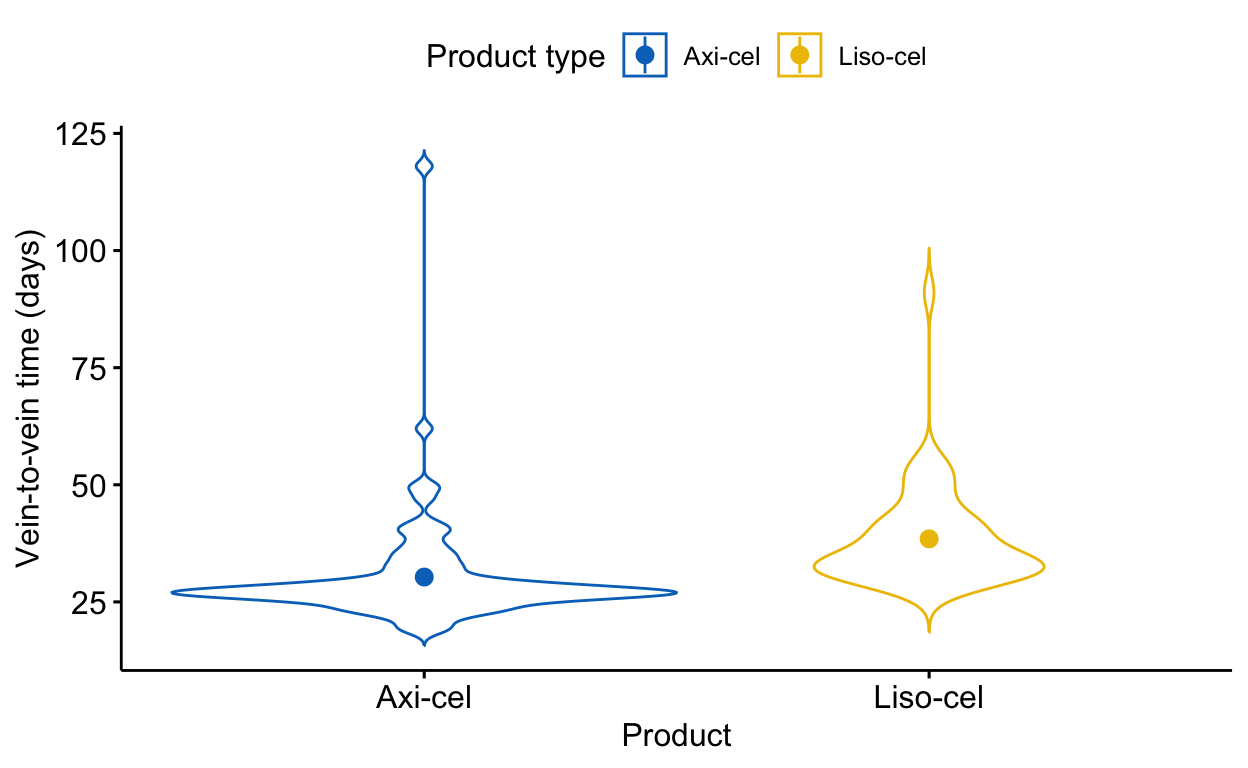 Product type Axi-cel Liso-cel
125
100
75
50
25
Vein-to-vein time (days)
Axi-cel Liso-cel
Product